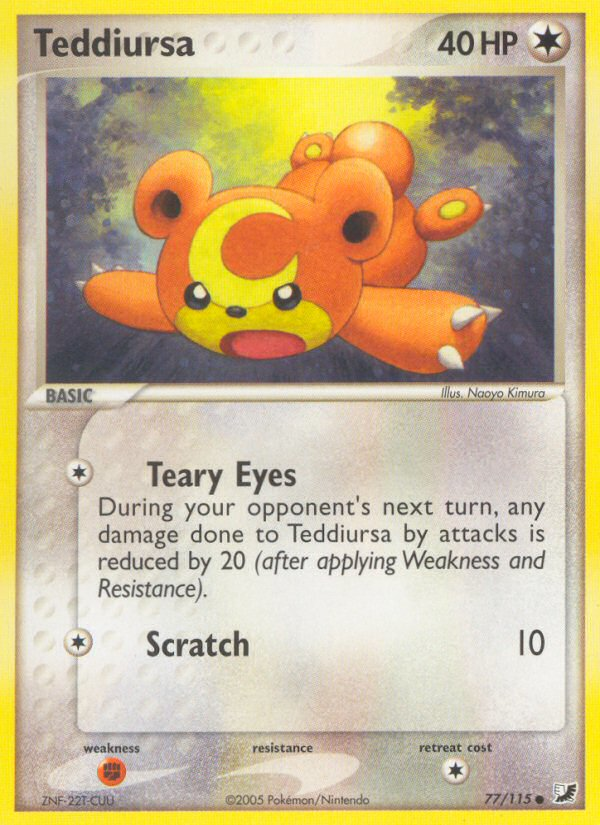 Teddiursa 40 HP
BASIC
Illus. Naoyo Kimura
Teary Eyes
During your opponent's next turn, any
damage done to Teddiursa by attacks is
reduced by 20 (after applying Weakness and
Resistance).
Scratch 10
weakness resistance retreat cost
ZNF-22T-CUU ©2005 Pokémon/Nintendo 77/115